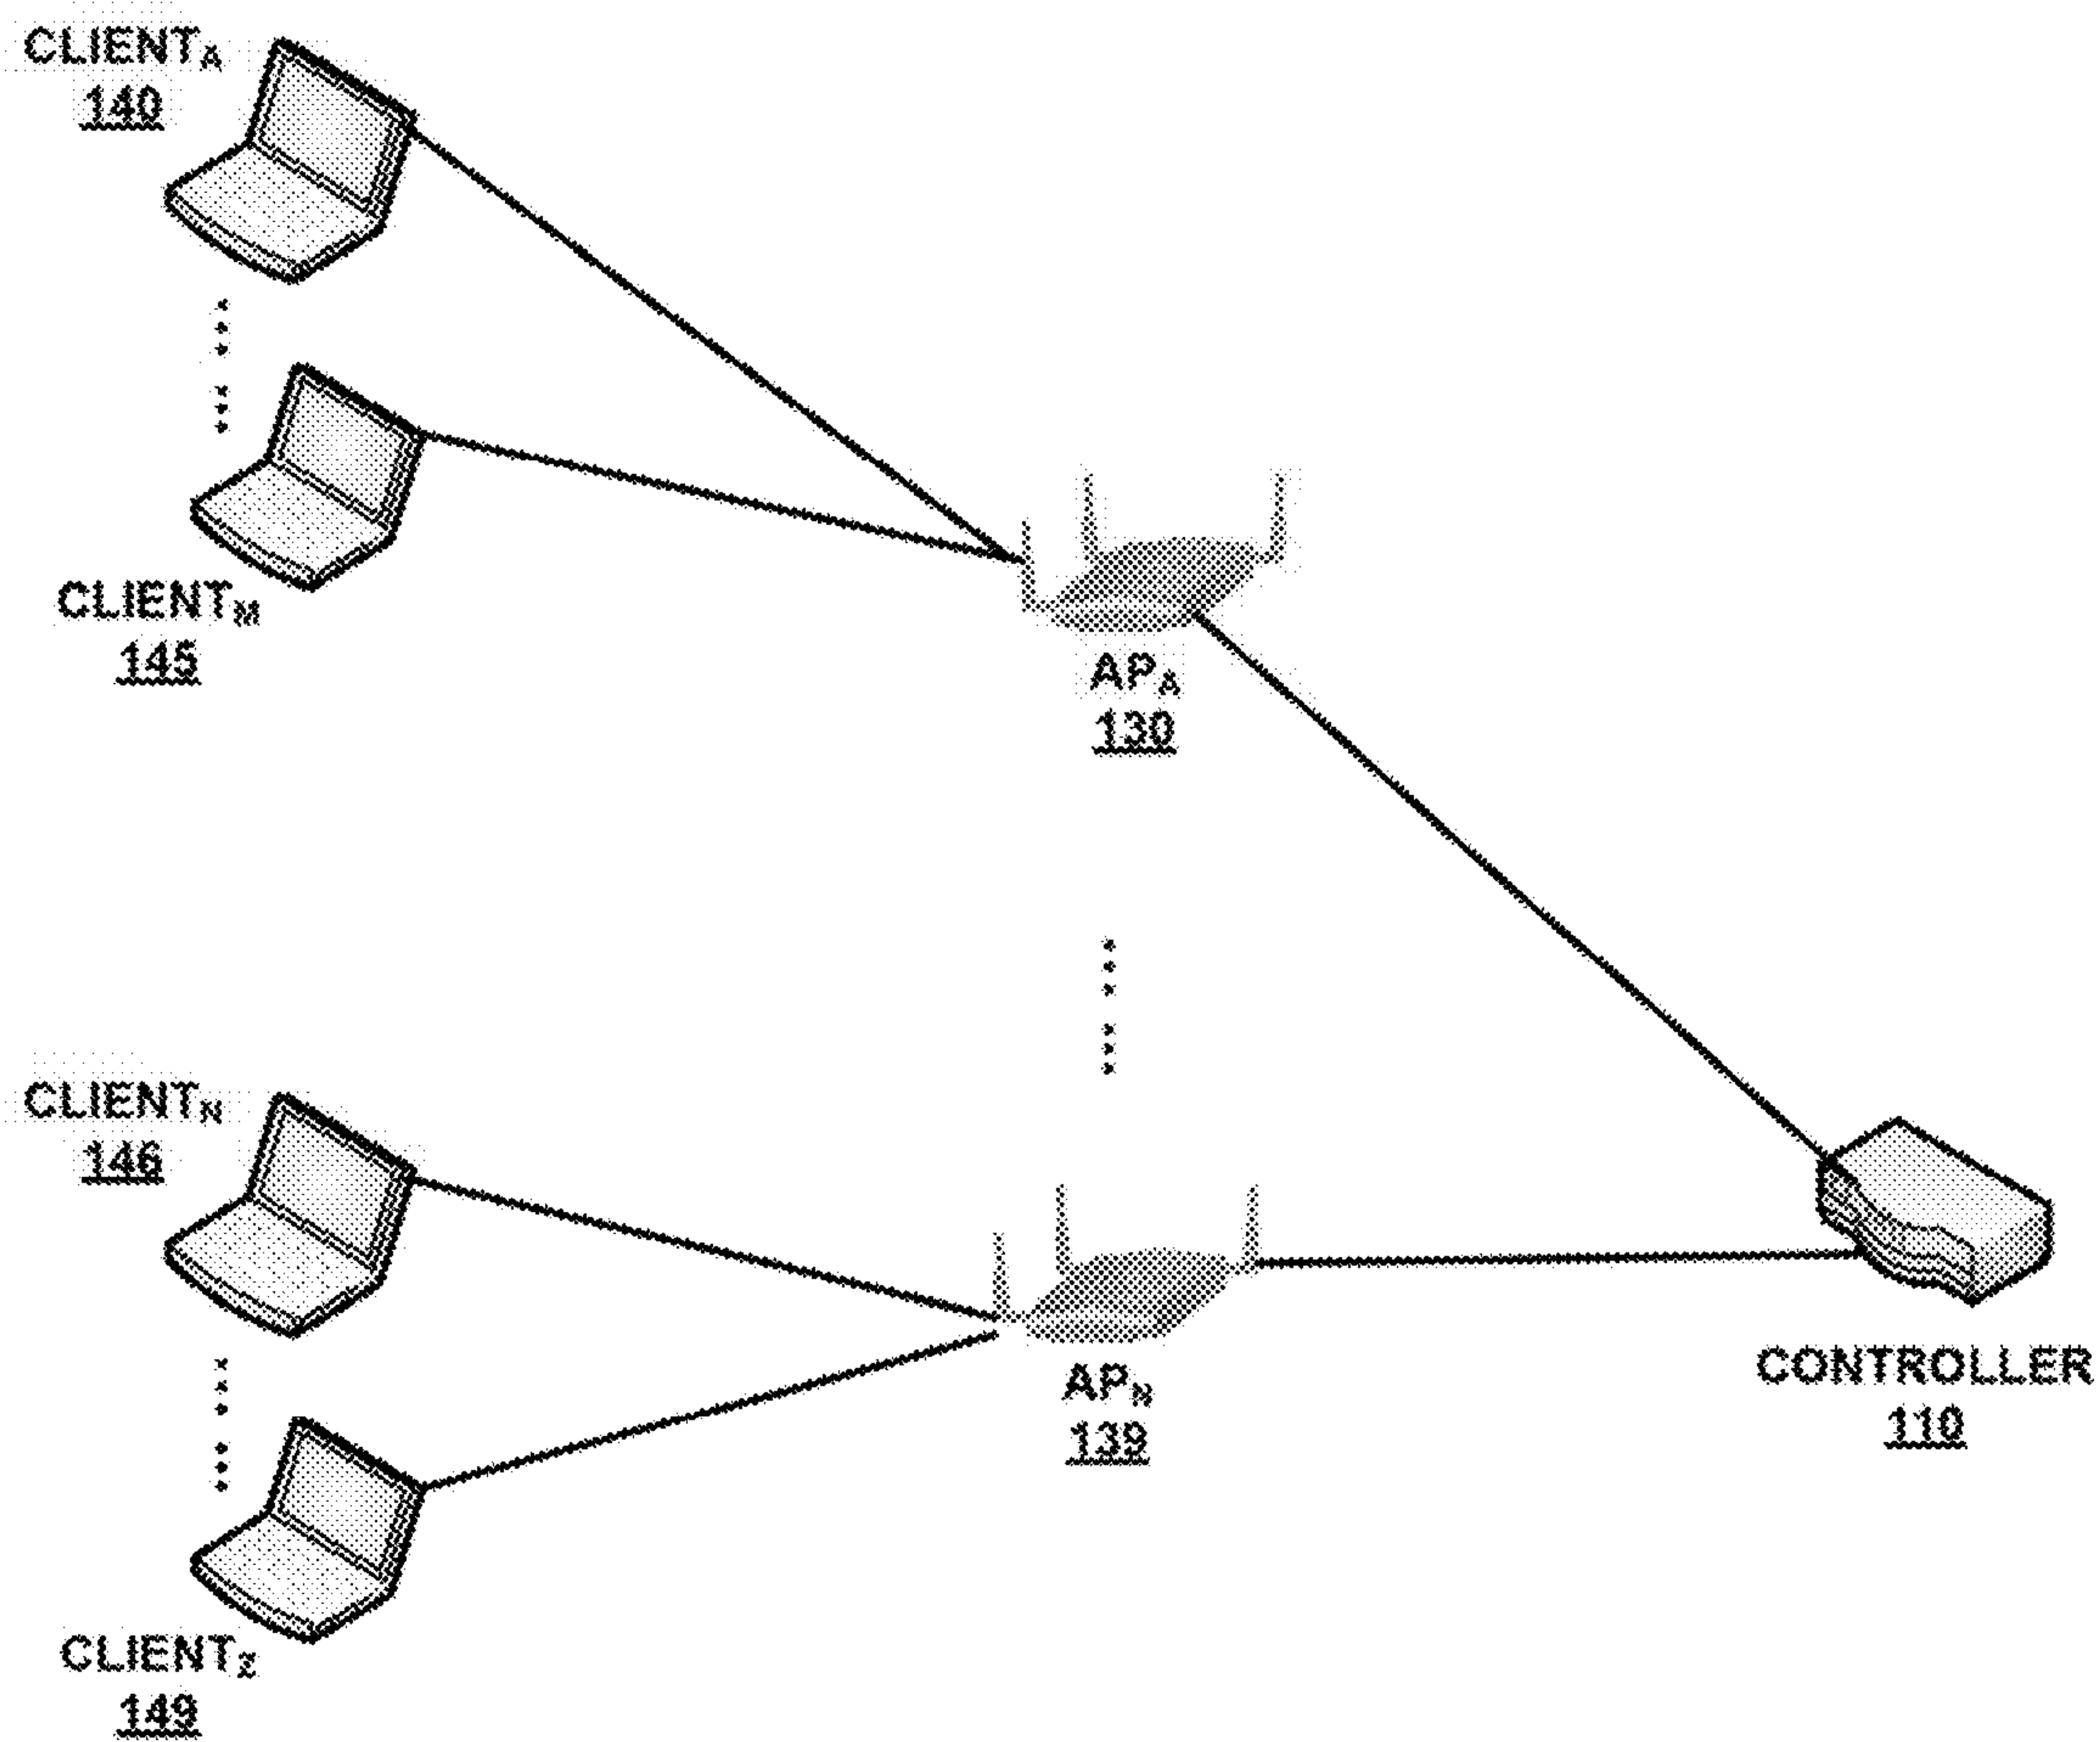 CLIENTA
140
CLIENTM
145
APA
130
CLIENTN
146
APN
139
CONTROLLER
110
CLIENTZ
149